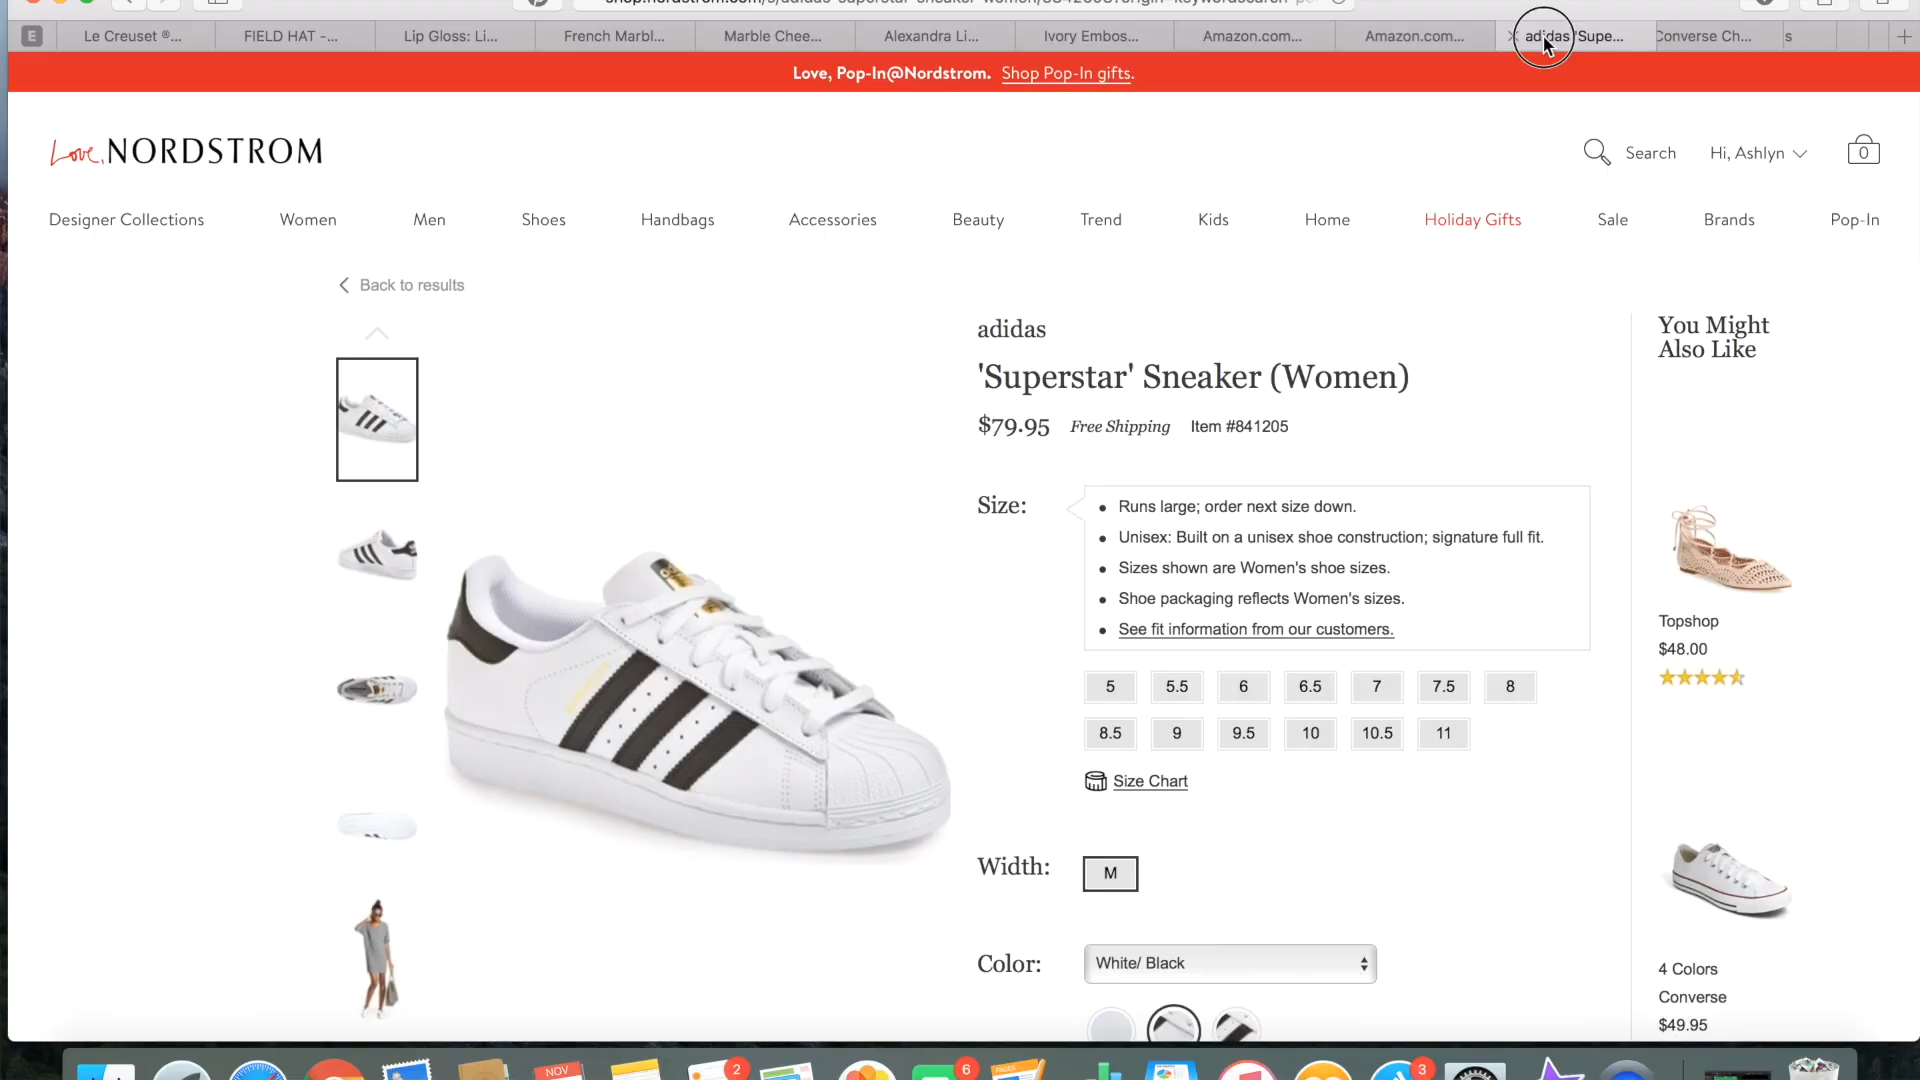 E
Le Creuset ®...
FIELD HAT -...
Lip Gloss: Li...
French Marbl...
Marble Chee...
Alexandra Li...
Ivory Embos...
Amazon.com...
Amazon.com...
adidas 'Supe...
Converse Ch...
s
Love, Pop-In@Nordstrom. Shop Pop-In gifts.
Love, NORDSTROM
Search
Hi, Ashlyn
0
Designer Collections
Women
Men
Shoes
Handbags
Accessories
Beauty
Trend
Kids
Home
Holiday Gifts
Sale
Brands
Pop-In
Back to results
adidas
'Superstar' Sneaker (Women)
$79.95 Free Shipping Item #841205
Size:
• Runs large; order next size down.
• Unisex: Built on a unisex shoe construction; signature full fit.
• Sizes shown are Women's shoe sizes.
• Shoe packaging reflects Women's sizes.
• See fit information from our customers.
5 5.5 6 6.5 7 7.5 8
8.5 9 9.5 10 10.5 11
Size Chart
Width: M
Color: White/ Black
You Might
Also Like
Topshop
$48.00
4 Colors
Converse
$49.95
NOV
2
6
PAGES
3